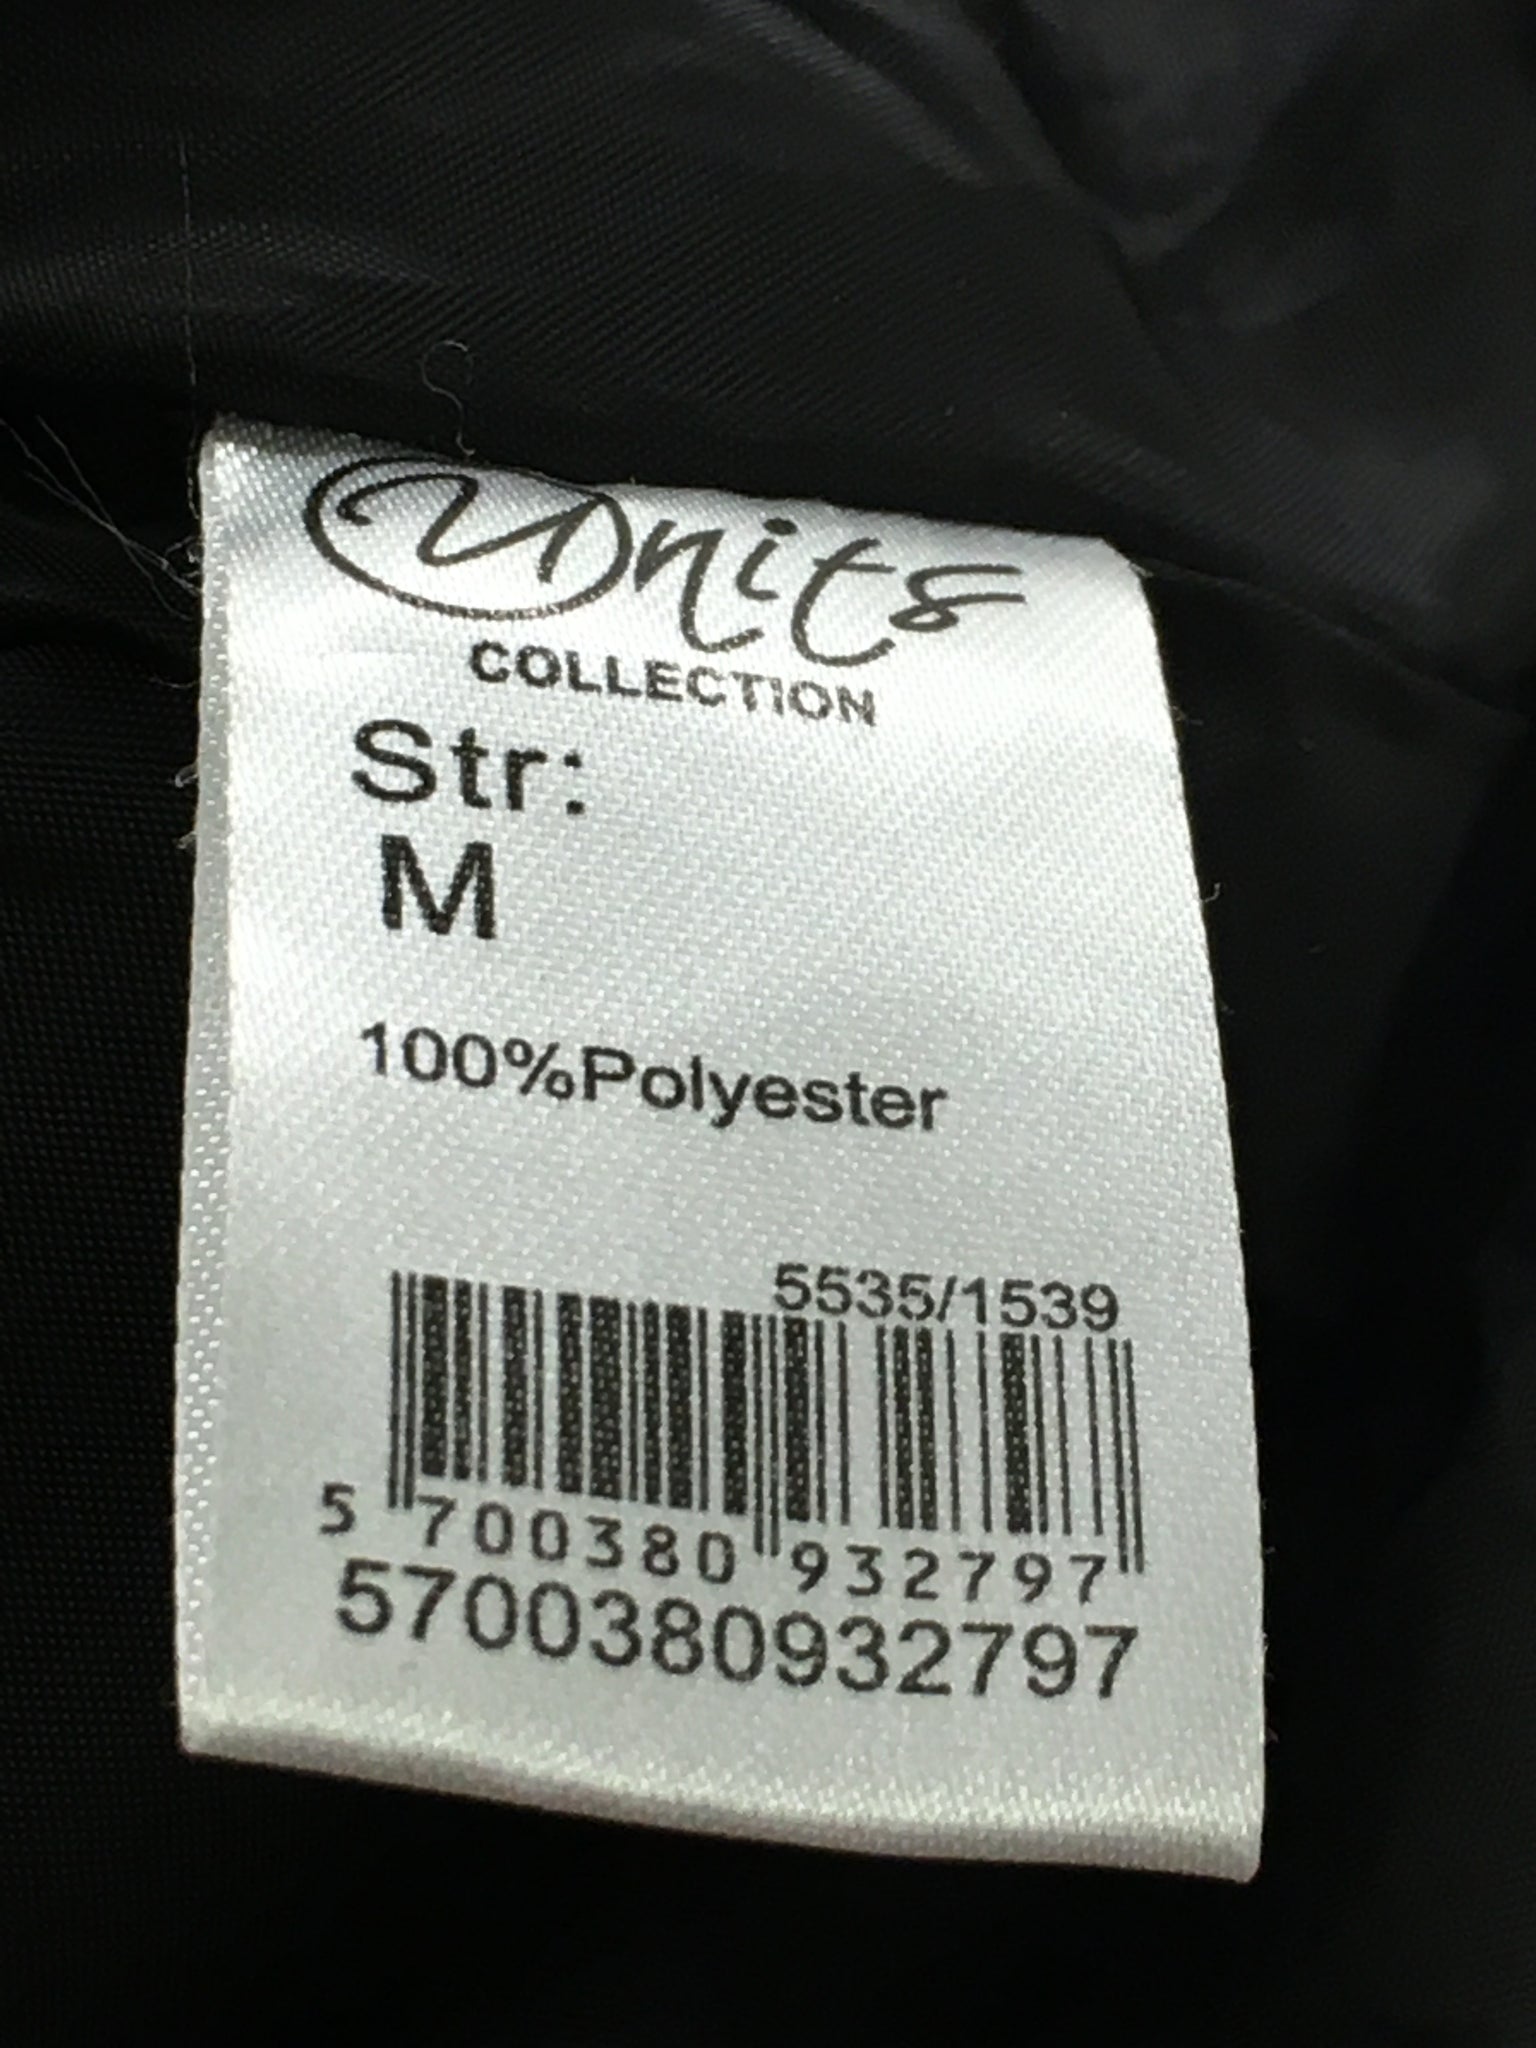 Units
COLLECTION
Str:
M
100%Polyester
5535/1539
5 700380 932797
5700380932797